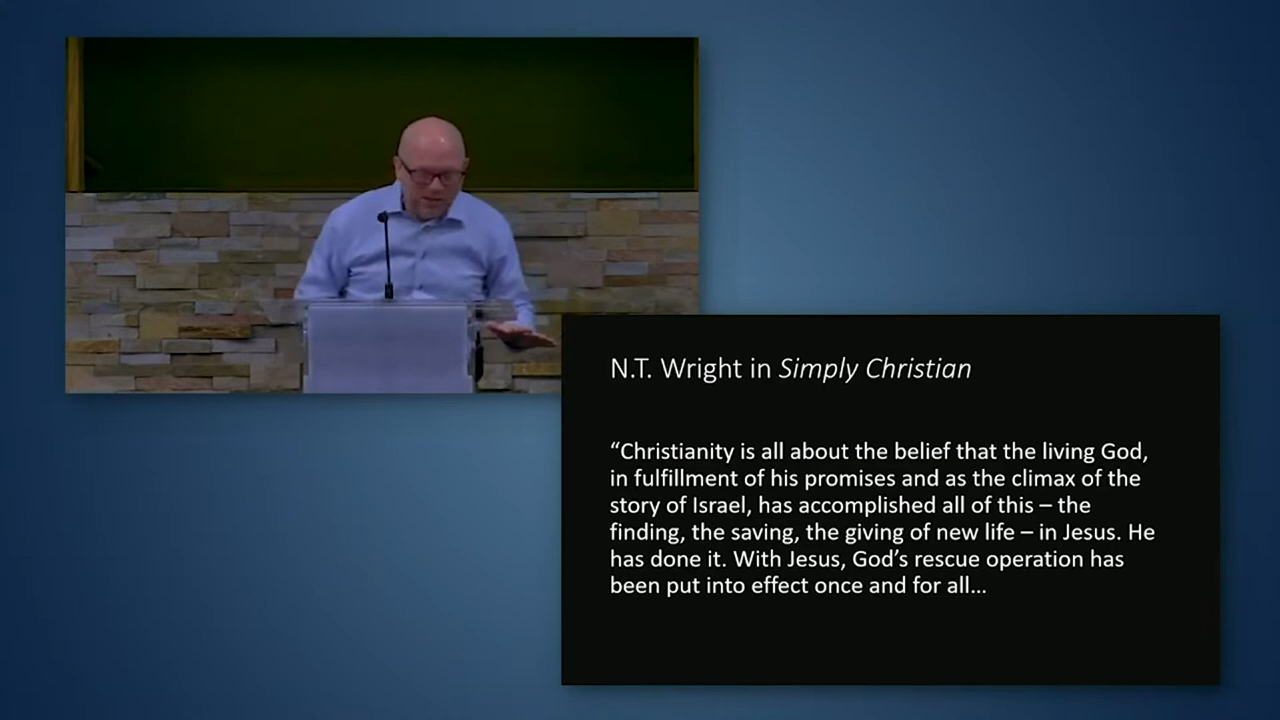 N.T. Wright in Simply Christian
“Christianity is all about the belief that the living God,
in fulfillment of his promises and as the climax of the
story of Israel, has accomplished all of this – the
finding, the saving, the giving of new life – in Jesus. He
has done it. With Jesus, God’s rescue operation has
been put into effect once and for all…